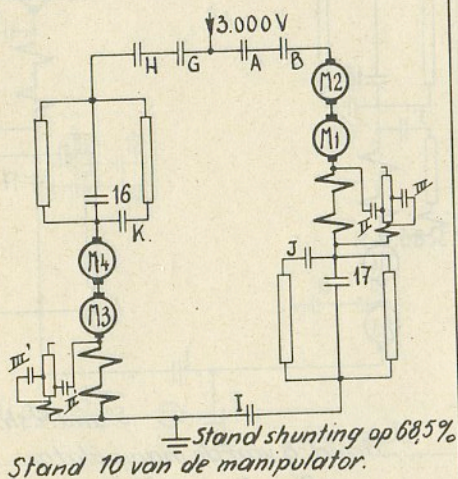 3.000 V
H G A B
M2
M1
III
II
16
K.
J
17
M4
M3
III'
II'
I
Stand shunting op 68,5%
Stand 10 van de manipulator.